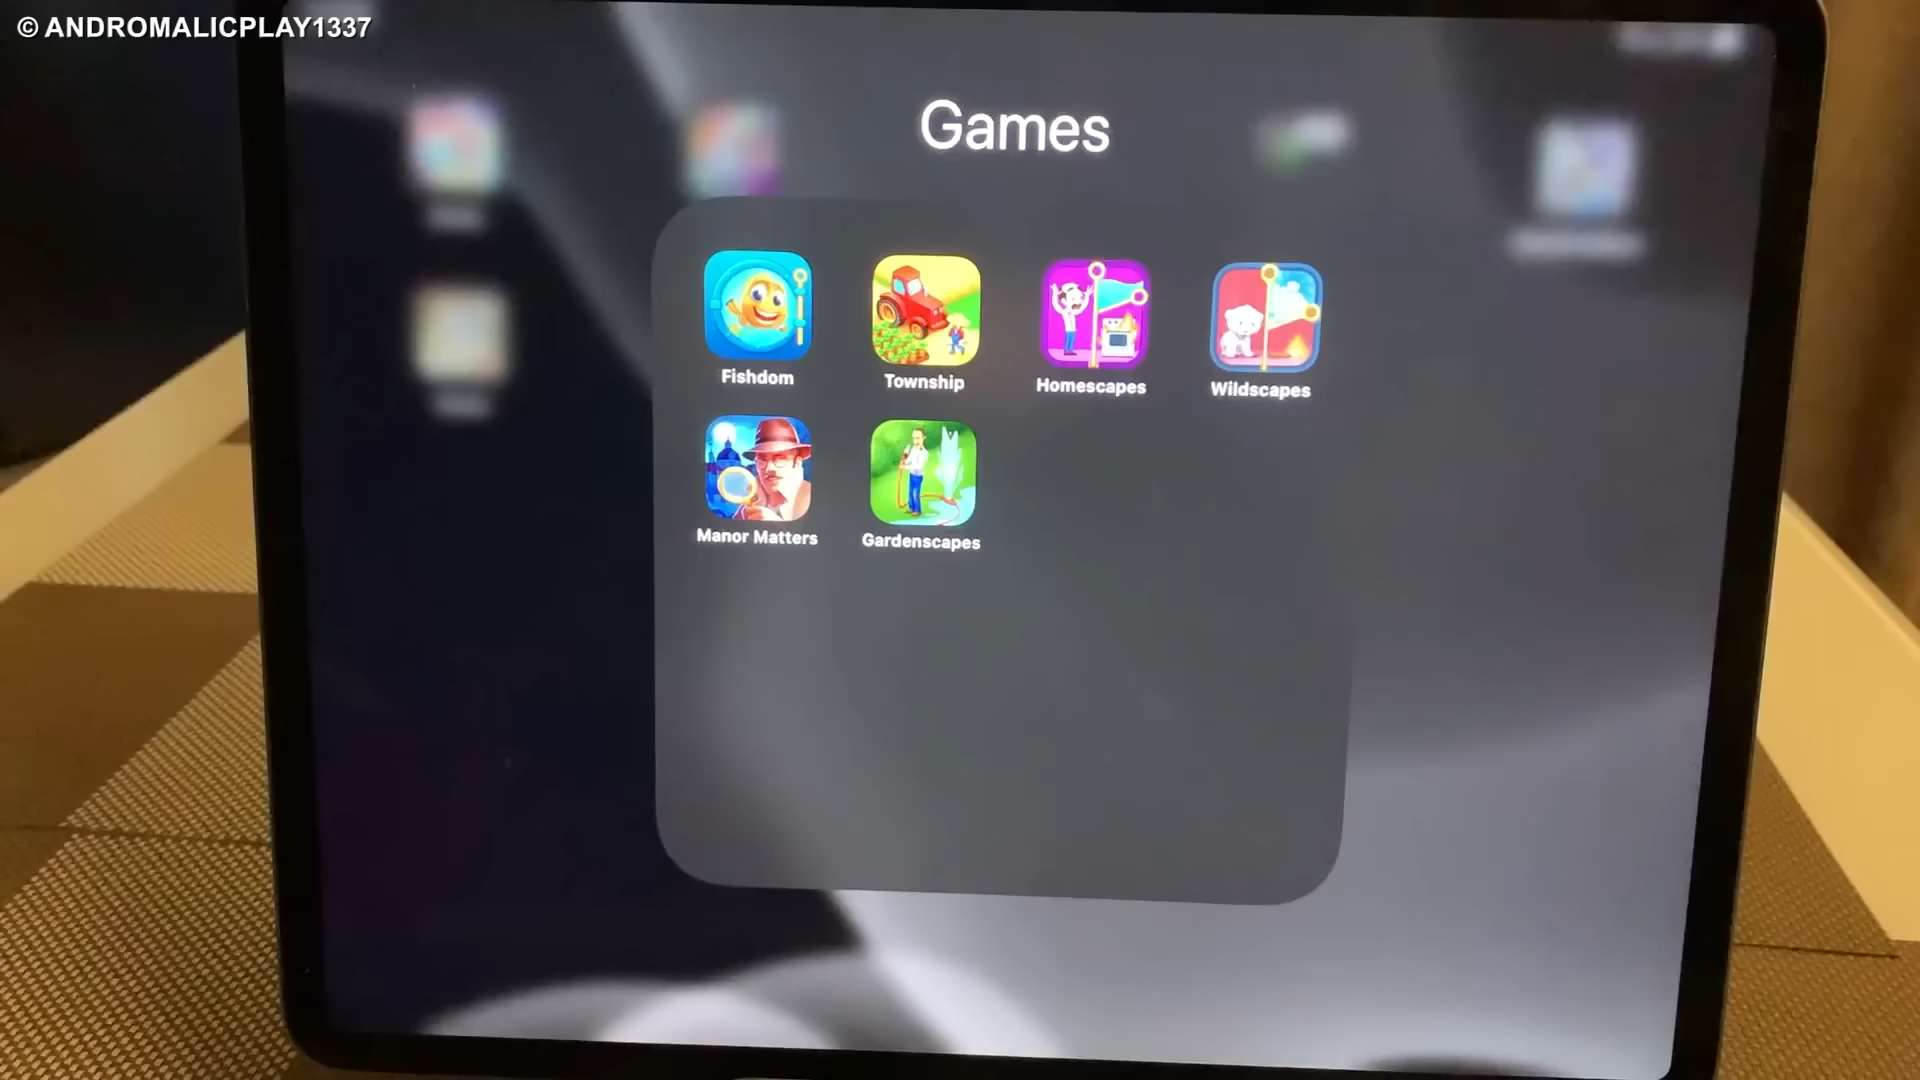 © ANDROMALICPLAY1337
Games
Fishdom
Township
Homescapes
Wildscapes
Manor Matters
Gardenscapes